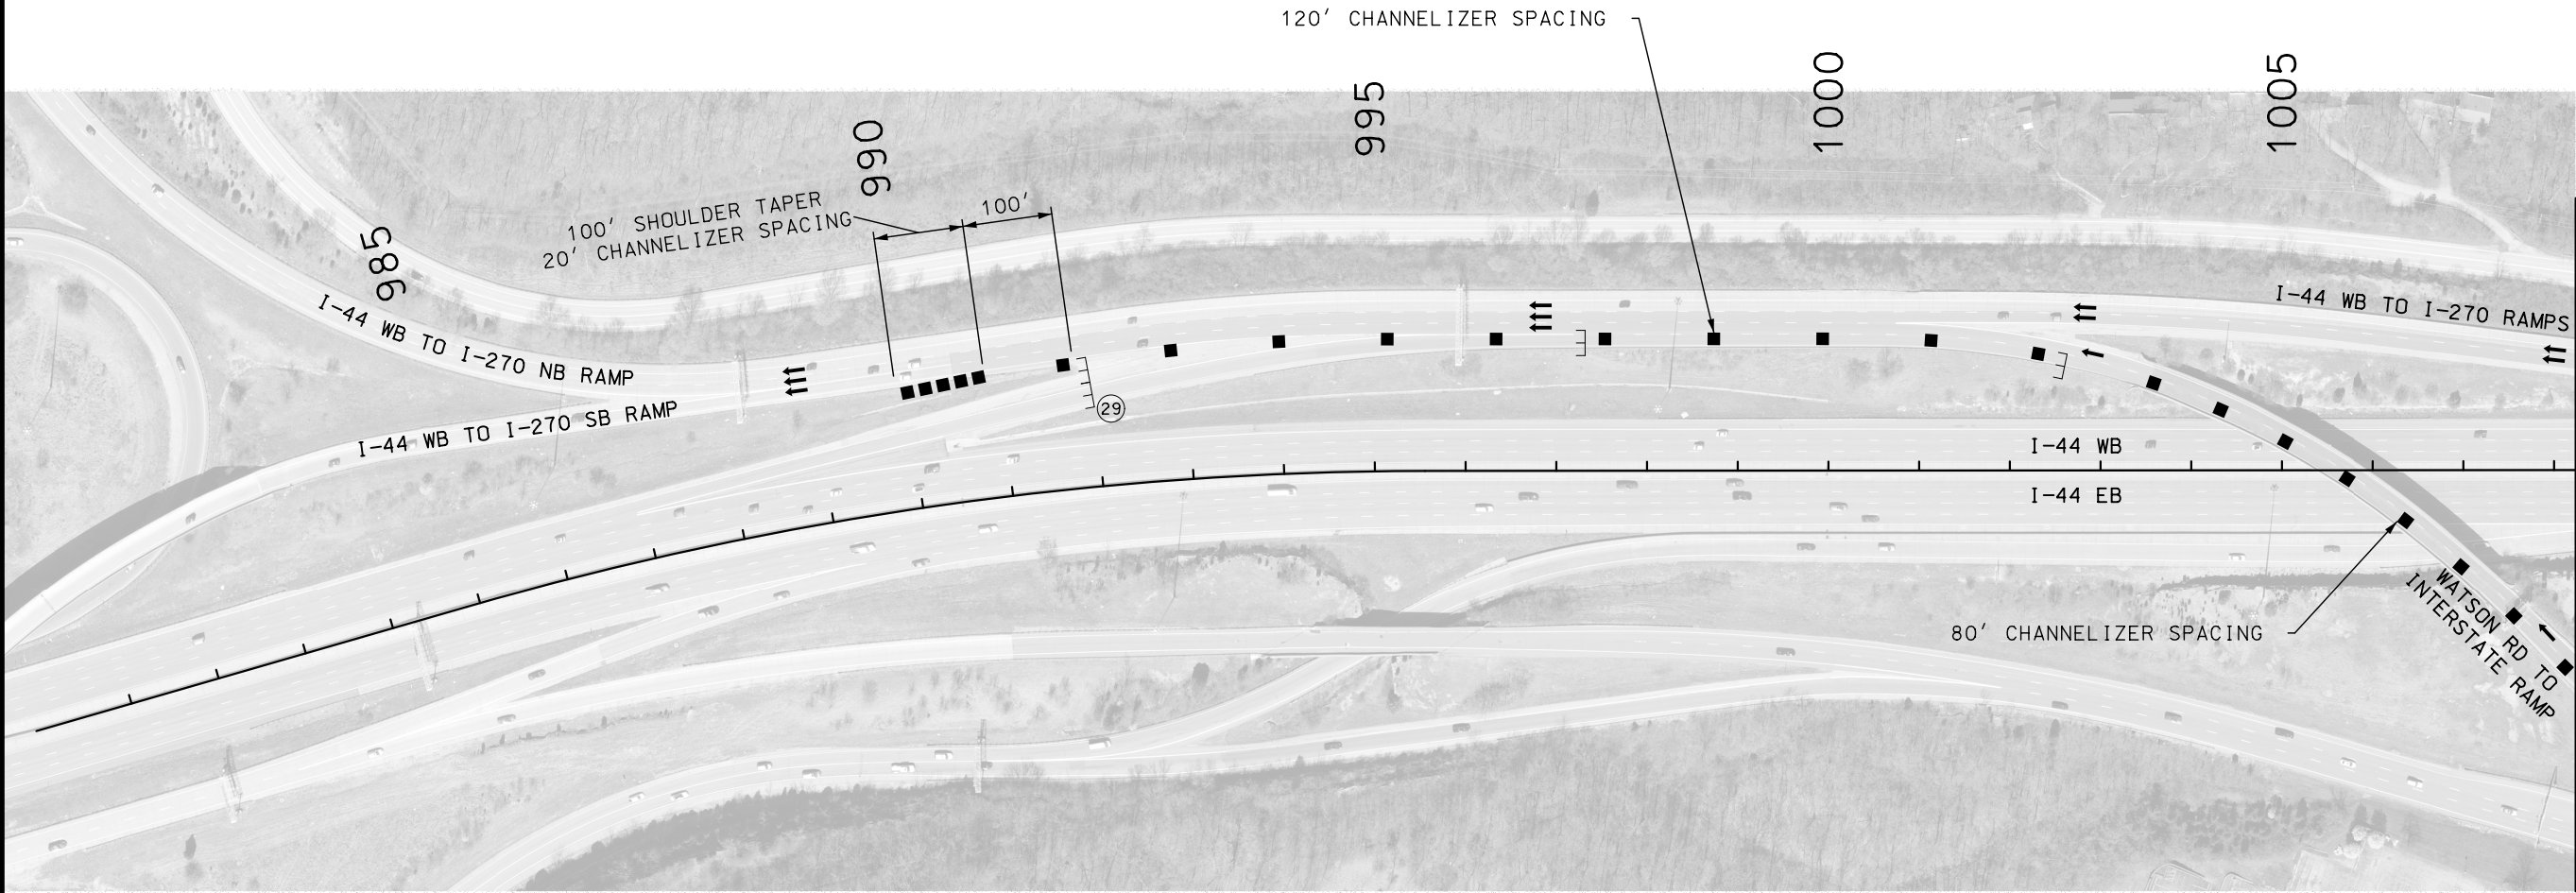 120' CHANNELIZER SPACING
985
990
995
1000
1005
100' SHOULDER TAPER
20' CHANNELIZER SPACING
100'
I-44 WB TO I-270 NB RAMP
I-44 WB TO I-270 SB RAMP
29
I-44 WB TO I-270 RAMPS
I-44 WB
I-44 EB
80' CHANNELIZER SPACING
WATSON RD TO
INTERSTATE RAMP